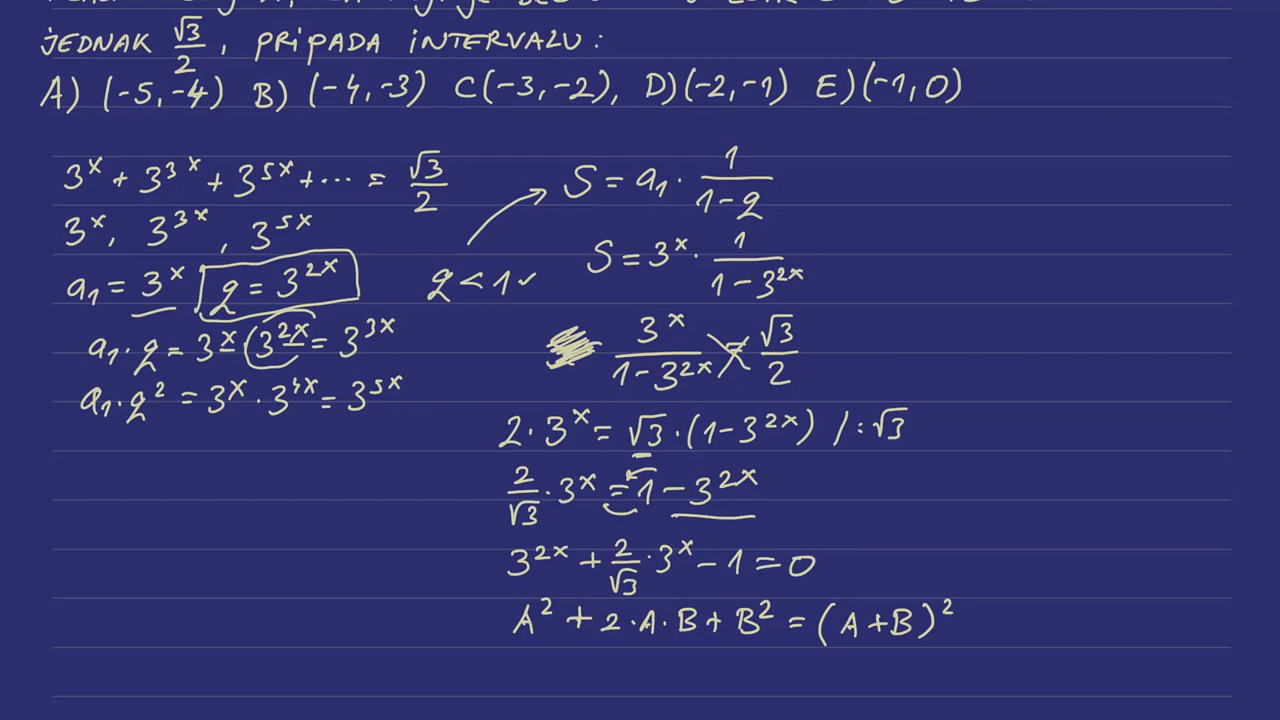 JEDNAK √3/2, PRIPADA INTERVALU:
A) (-5,-4) B) (-4,-3) C(-3,-2), D)(-2,-1) E)(-1,0)
3^x + 3^3x + 3^5x + ... = √3/2
S = a₁ · 1/(1-q)
3^x, 3^3x, 3^5x
S = 3^x · 1/(1-3^2x)
a₁ = 3^x q = 3^2x q < 1 ✓
a₁·q = 3^x (3^2x = 3^3x
3^x/(1-3^2x) = √3/2
a₁·q² = 3^x · 3^4x = 3^5x
2·3^x = √3·(1-3^2x) /:√3
2/√3 · 3^x = 1 - 3^2x
3^2x + 2/√3 · 3^x - 1 = 0
A² + 2·A·B + B² = (A+B)²